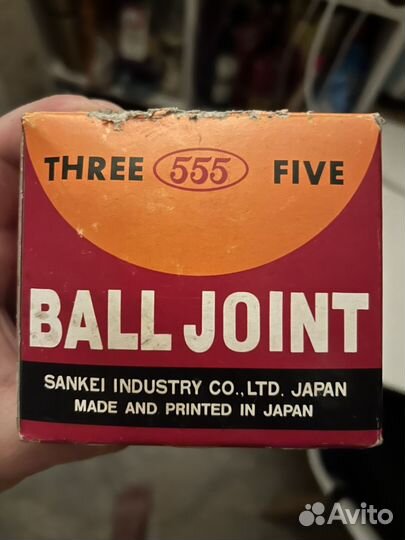 THREE 555 FIVE
BALL JOINT
SANKEI INDUSTRY CO., LTD. JAPAN
MADE AND PRINTED IN JAPAN
Avito